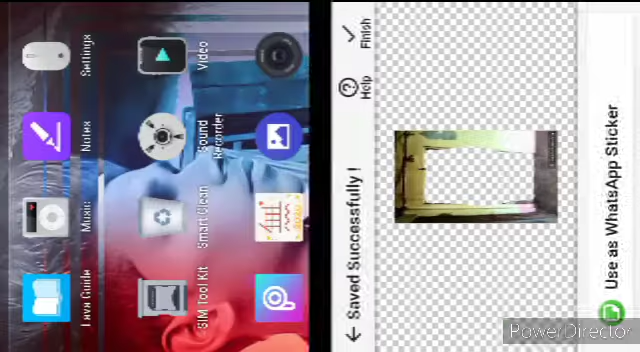 Lava Guide
Music
Notes
Settings
SIM Tool Kit
Smart Clean
Sound
Recorder
Video
Saved Successfully !
Help
Finish
Use as WhatsApp Sticker
PowerDirector